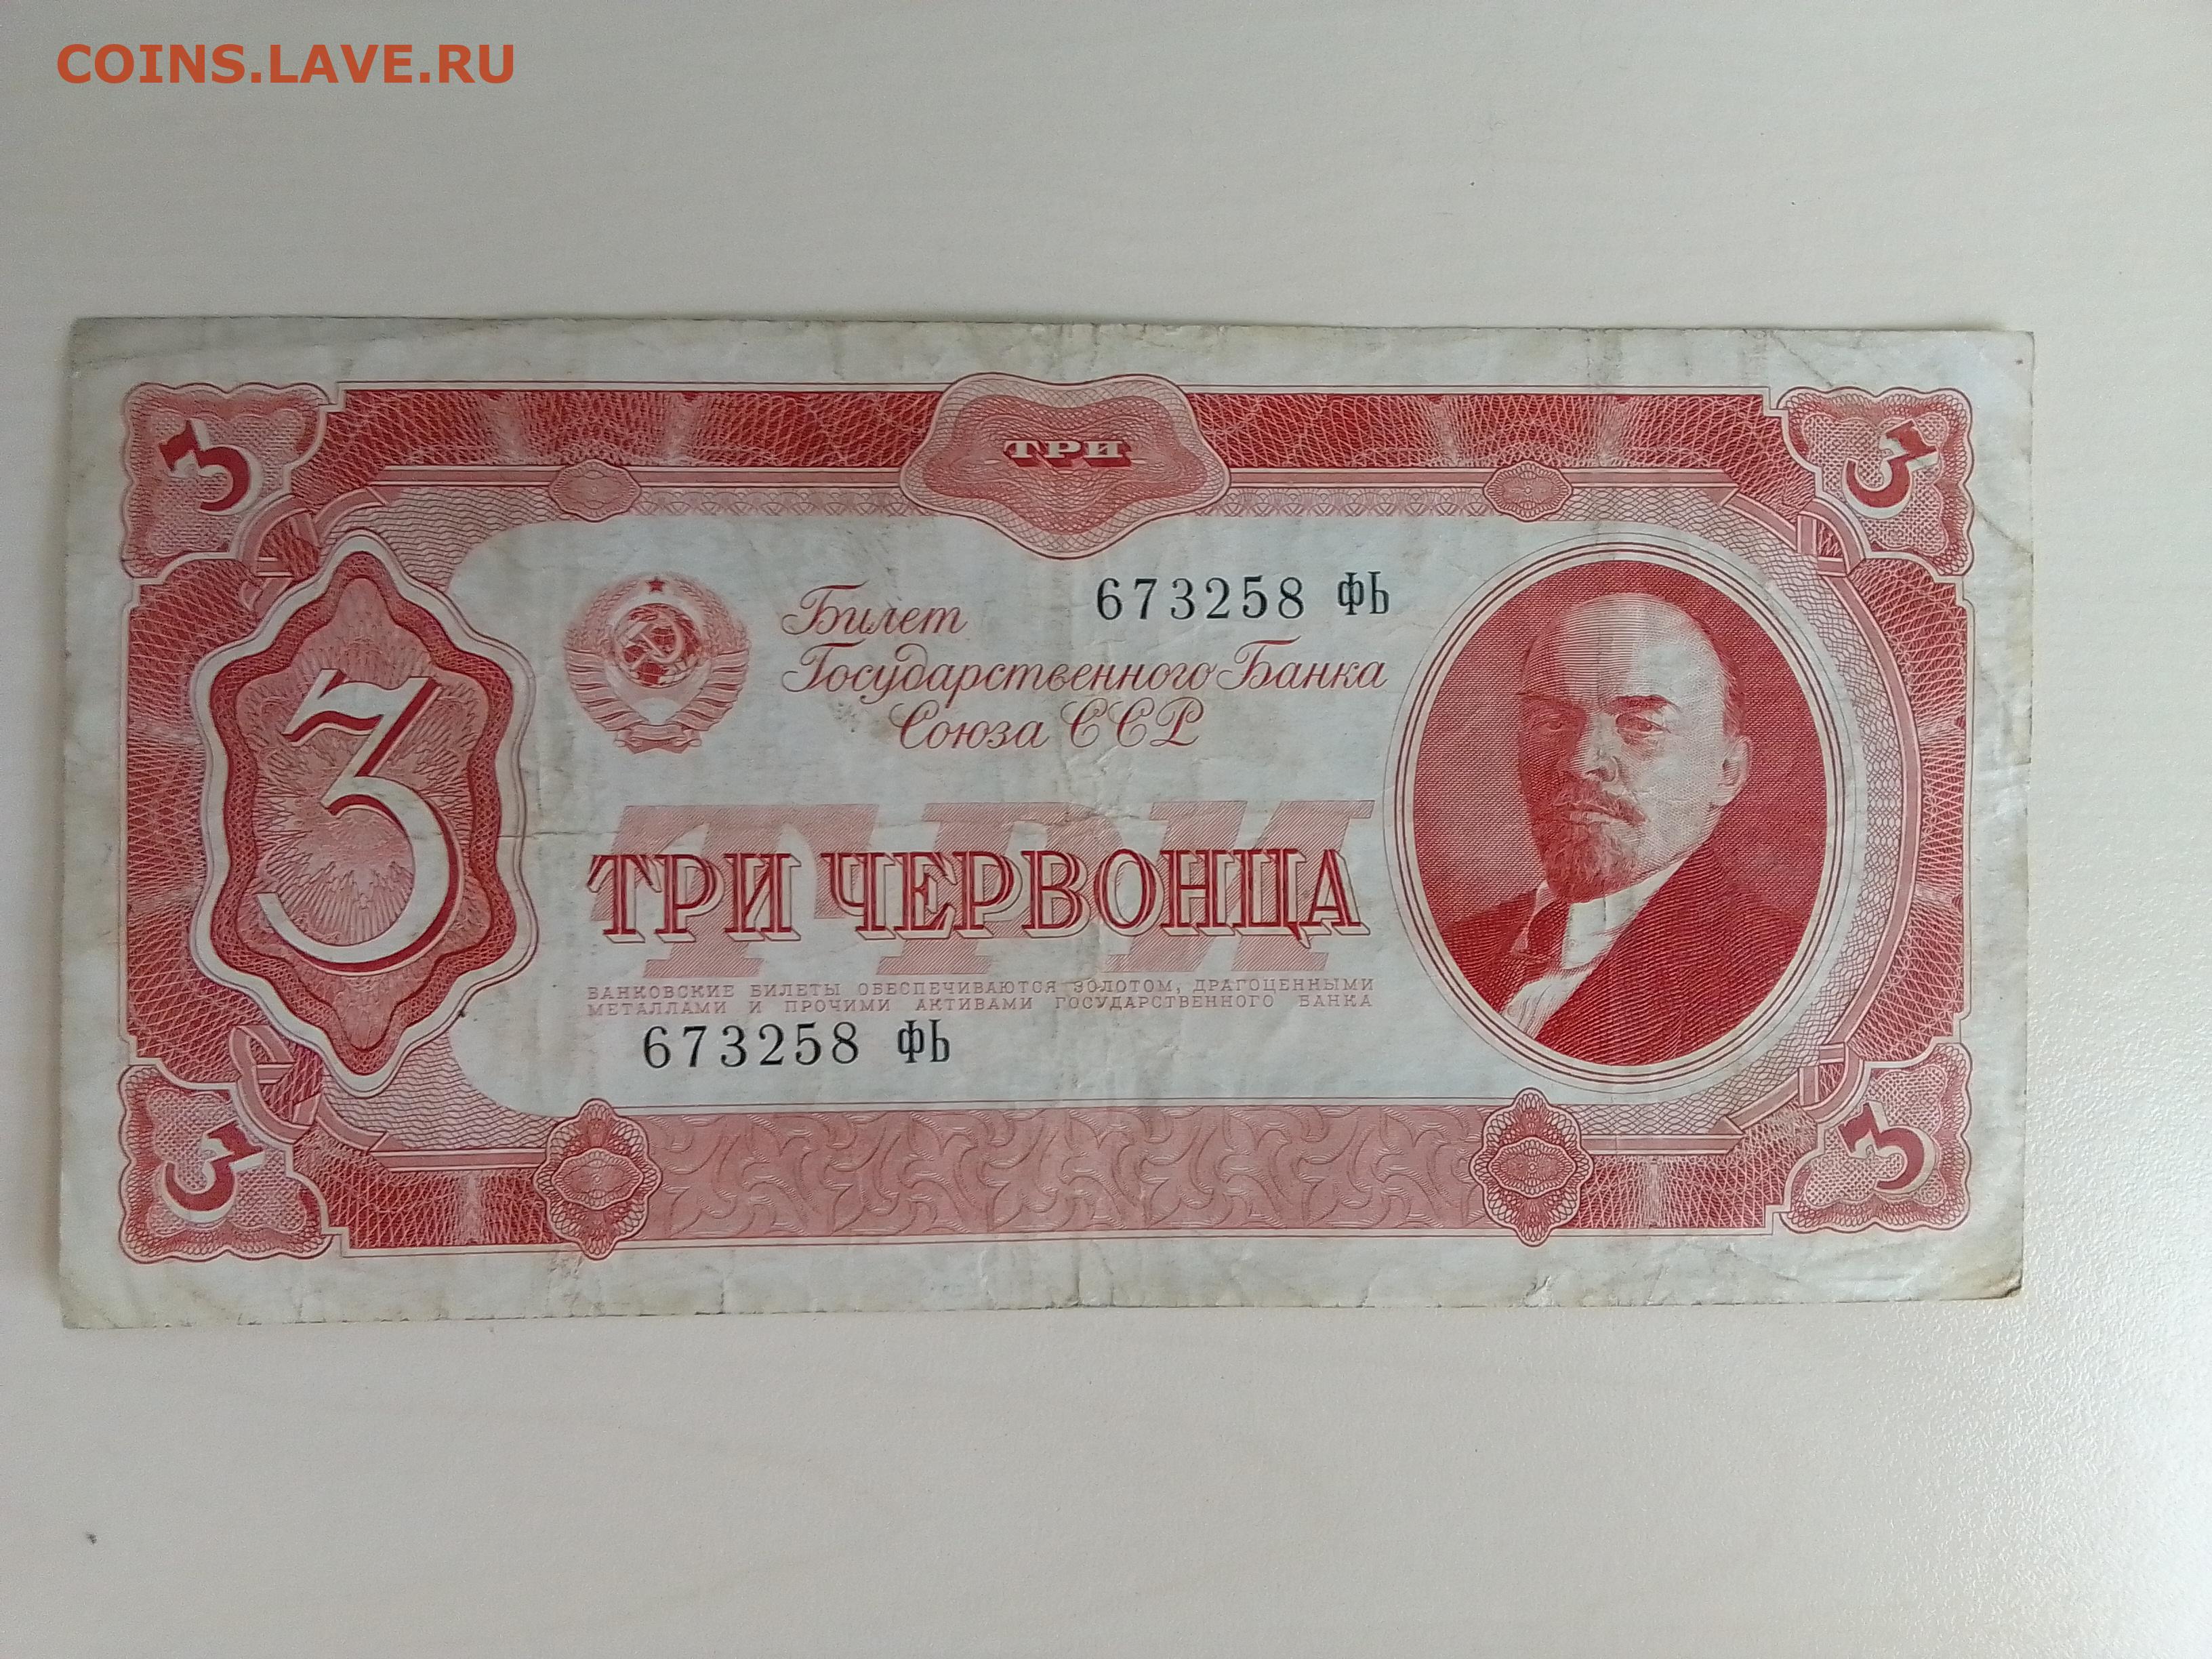 COINS.LAVE.RU
3
ТРИ
3
673258 ФЬ
Билет
Государственного Банка
Союза ССР
3
ТРИ
ТРИ ЧЕРВОНЦА
БАНКОВСКИЕ БИЛЕТЫ ОБЕСПЕЧИВАЮТСЯ ЗОЛОТОМ, ДРАГОЦЕННЫМИ
МЕТАЛЛАМИ И ПРОЧИМИ АКТИВАМИ ГОСУДАРСТВЕННОГО БАНКА
673258 ФЬ
3
3